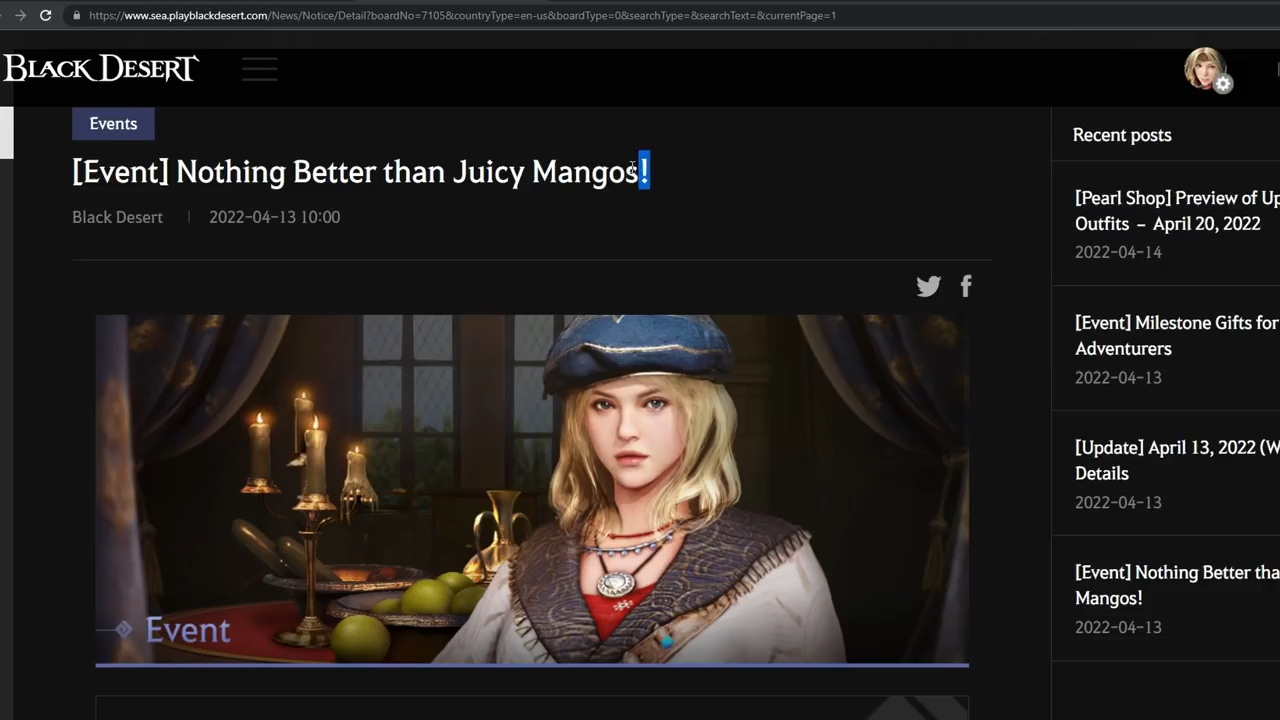 https://www.sea.playblackdesert.com/News/Notice/Detail?boardNo=7105&countryType=en-us&boardType=0&searchType=&searchText=&currentPage=1
BLACK DESERT
Events
[Event] Nothing Better than Juicy Mangos!
Black Desert | 2022-04-13 10:00
Event
Recent posts
[Pearl Shop] Preview of Up
Outfits – April 20, 2022
2022-04-14
[Event] Milestone Gifts for
Adventurers
2022-04-13
[Update] April 13, 2022 (W
Details
2022-04-13
[Event] Nothing Better tha
Mangos!
2022-04-13